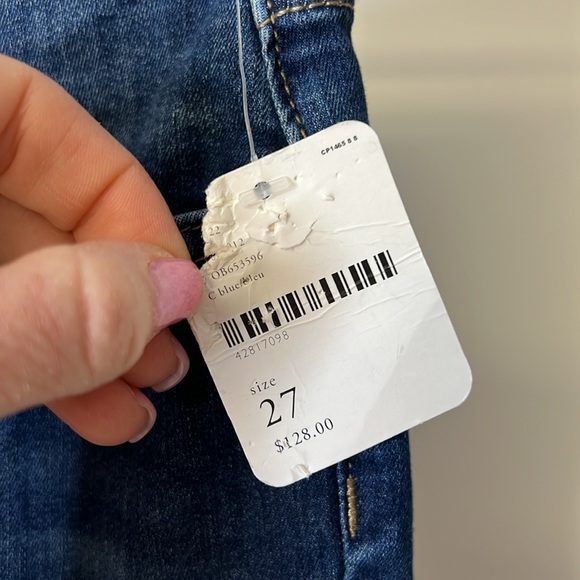 CP1465 8 8
22
12
OB653596
C blue/bleu
42817098
size
27
$128.00